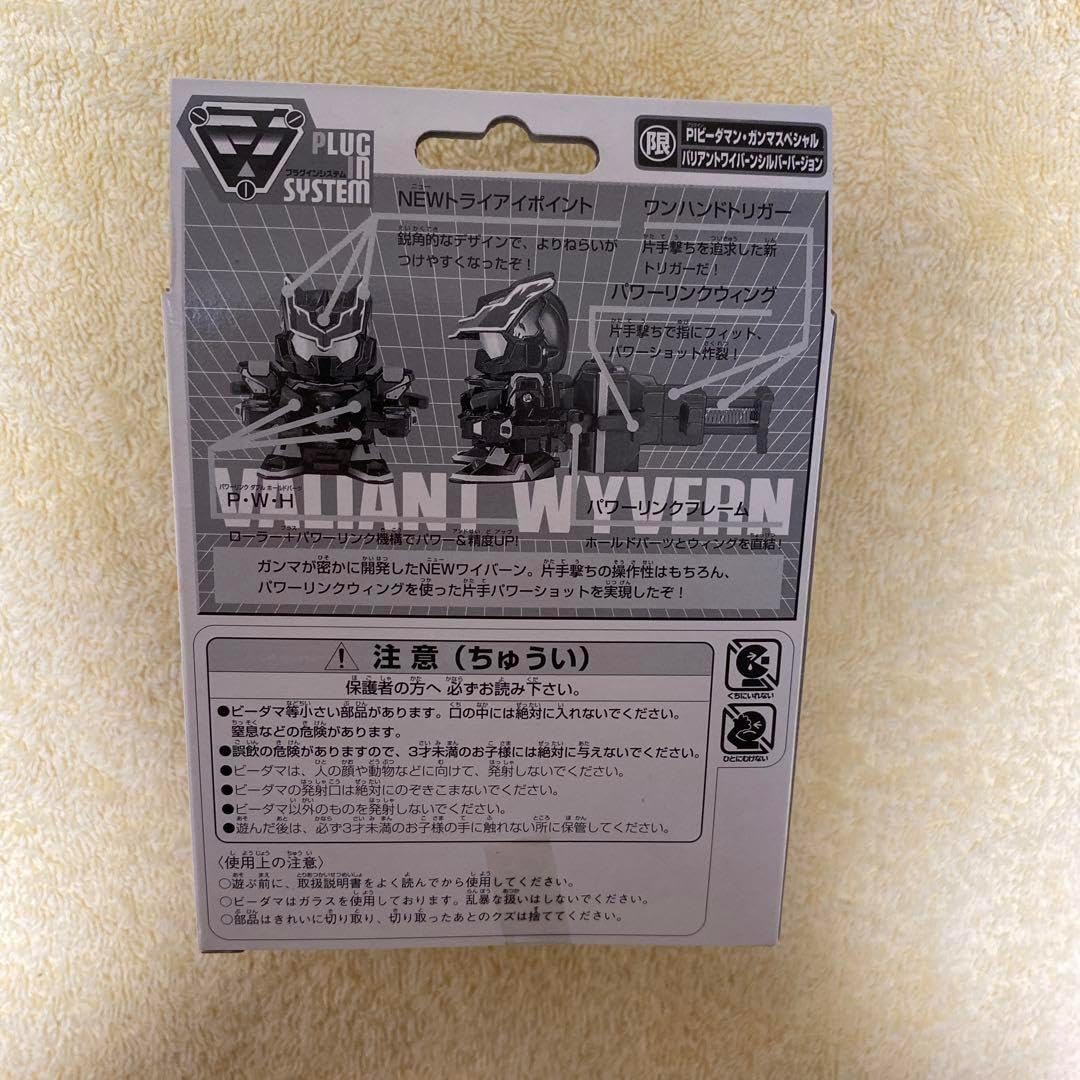 PLUG
IN
プラグインシステム
SYSTEM
限
PIビーダマン・ガンマスペシャル
バリアントワイバーンシルバーバージョン
NEWトライアイポイント
鋭角的なデザインで、よりねらいが
つけやすくなったぞ！
ワンハンドトリガー
片手撃ちを追求した新
トリガーだ！
パワーリンクウィング
片手撃ちで指にフィット、
パワーショット炸裂！
VALIANT WYVERN
パワーリンク ダブル ホールドパーツ
P・W・H
ローラー＋パワーリンク機構でパワー&精度UP!
パワーリンクフレーム
ホールドパーツとウィングを直結！
ガンマが密かに開発したNEWワイバーン。片手撃ちの操作性はもちろん、
パワーリンクウィングを使った片手パワーショットを実現したぞ！
注意（ちゅうい）
保護者の方へ 必ずお読み下さい。
●ビーダマ等小さい部品があります。口の中には絶対に入れないでください。
窒息などの危険があります。
●誤飲の危険がありますので、3才未満のお子様には絶対に与えないでください。
●ビーダマは、人の顔や動物などに向けて、発射しないでください。
●ビーダマの発射口は絶対にのぞきこまないでください。
●ビーダマ以外のものを発射しないでください。
●遊んだ後は、必ず3才未満のお子様の手に触れない所に保管してください。
くちにいれない
ひとにむけない
〈使用上の注意〉
○遊ぶ前に、取扱説明書をよく読んでから使用してください。
○ビーダマはガラスを使用しております。乱暴な扱いはしないでください。
○部品はきれいに切り取り、切り取ったあとのクズは捨ててください。